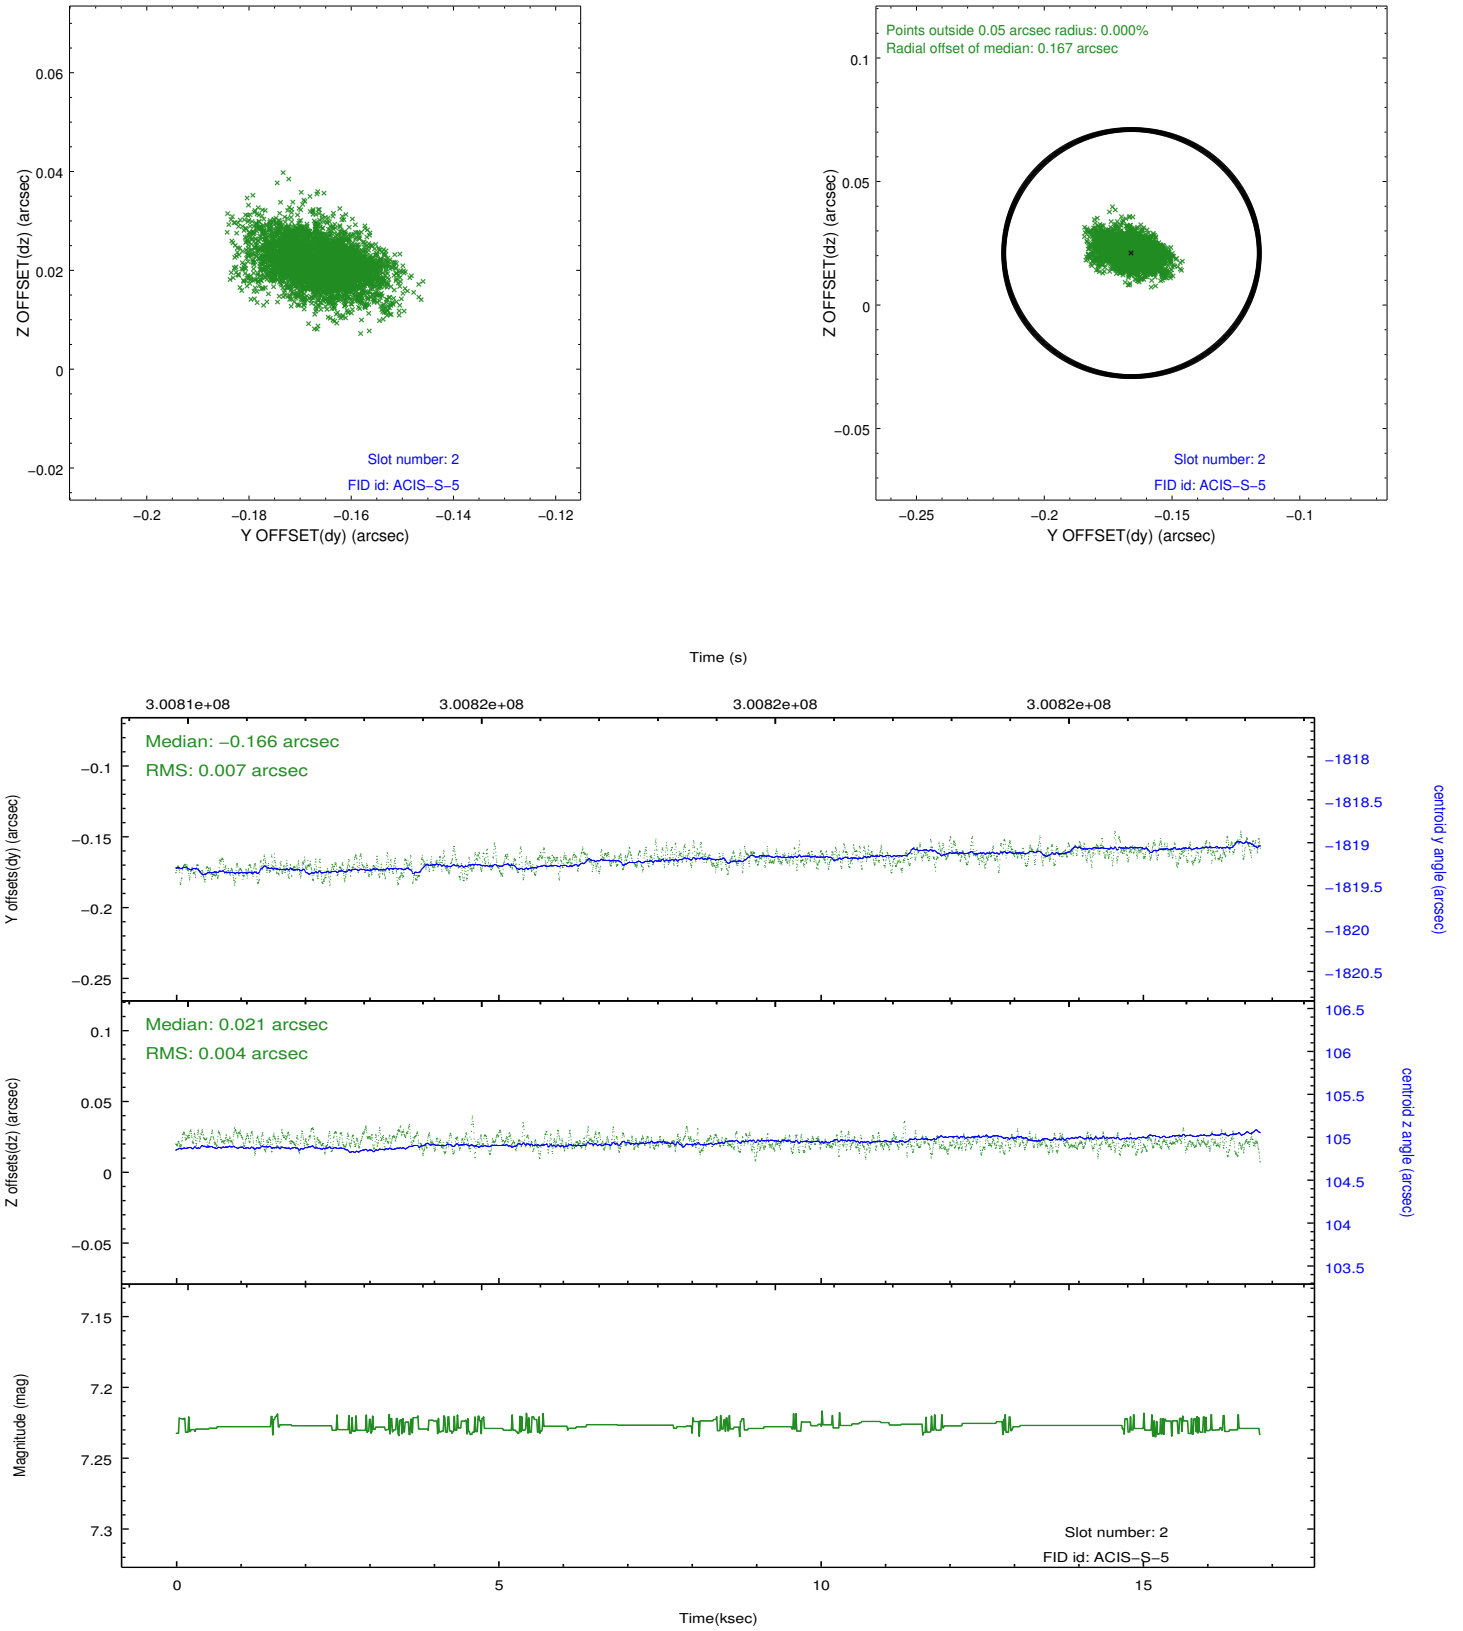 0.06
0.04
0.02
0
−0.02
Z OFFSET(dz) (arcsec)
Slot number: 2
FID id: ACIS−S−5
−0.2
−0.18
−0.16
−0.14
−0.12
Y OFFSET(dy) (arcsec)
Points outside 0.05 arcsec radius: 0.000%
Radial offset of median: 0.167 arcsec
0.1
0.05
0
−0.05
Z OFFSET(dz) (arcsec)
Slot number: 2
FID id: ACIS−S−5
−0.25
−0.2
−0.15
−0.1
Y OFFSET(dy) (arcsec)
Time (s)
3.0081e+08
3.0082e+08
3.0082e+08
3.0082e+08
Median: −0.166 arcsec
RMS: 0.007 arcsec
−0.1
−0.15
−0.2
−0.25
Y offsets(dy) (arcsec)
−1818
−1818.5
−1819
−1819.5
−1820
−1820.5
centroid y angle (arcsec)
Median: 0.021 arcsec
RMS: 0.004 arcsec
0.1
0.05
0
−0.05
Z offsets(dz) (arcsec)
106.5
106
105.5
105
104.5
104
103.5
centroid z angle (arcsec)
7.15
7.2
7.25
7.3
Magnitude (mag)
Slot number: 2
FID id: ACIS−S−5
0
5
10
15
Time(ksec)